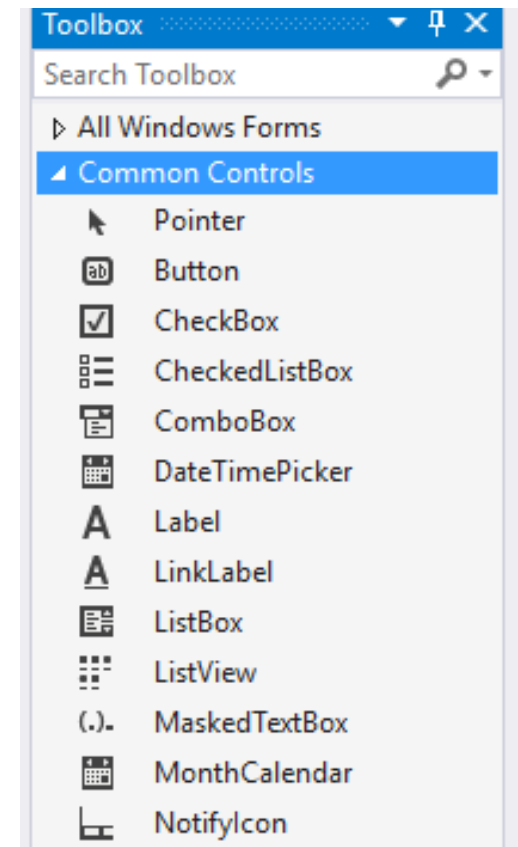 Toolbox
Search Toolbox
All Windows Forms
Common Controls
Pointer
Button
CheckBox
CheckedListBox
ComboBox
DateTimePicker
Label
LinkLabel
ListBox
ListView
MaskedTextBox
MonthCalendar
NotifyIcon